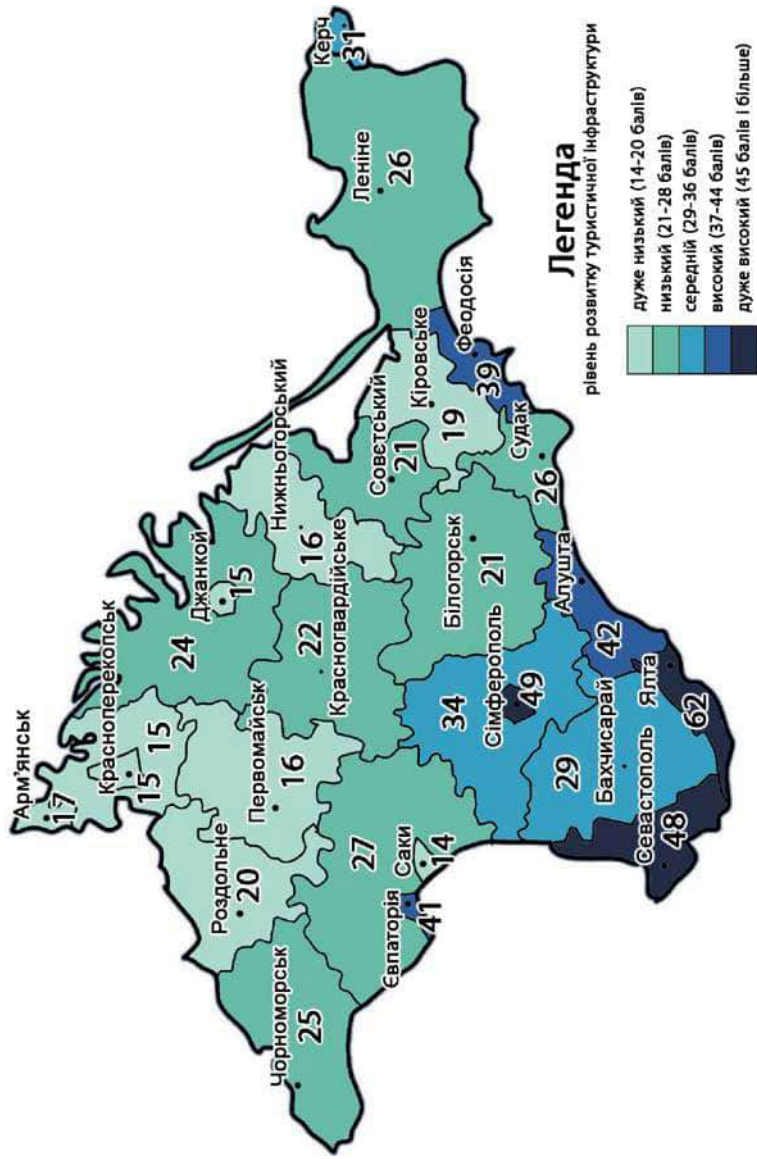 Арм'янськ
17
Красноперекопськ
15
15
Джанкой
15
24
Нижньогорський
16
Роздольне
20
Первомайськ
16
Красногвардійське
22
Совєтський
21
Кіровське
19
Леніне
26
Керч
31
Чорноморськ
25
Євпаторія
41
27
Саки
14
Сімферополь
34
49
Білогорськ
21
Феодосія
39
Судак
26
Алушта
42
Бахчисарай
29
Ялта
62
Севастополь
48
Легенда
рівень розвитку туристичної інфраструктури
дуже низький (14-20 балів)
низький (21-28 балів)
середній (29-36 балів)
високий (37-44 балів)
дуже високий (45 балів і більше)